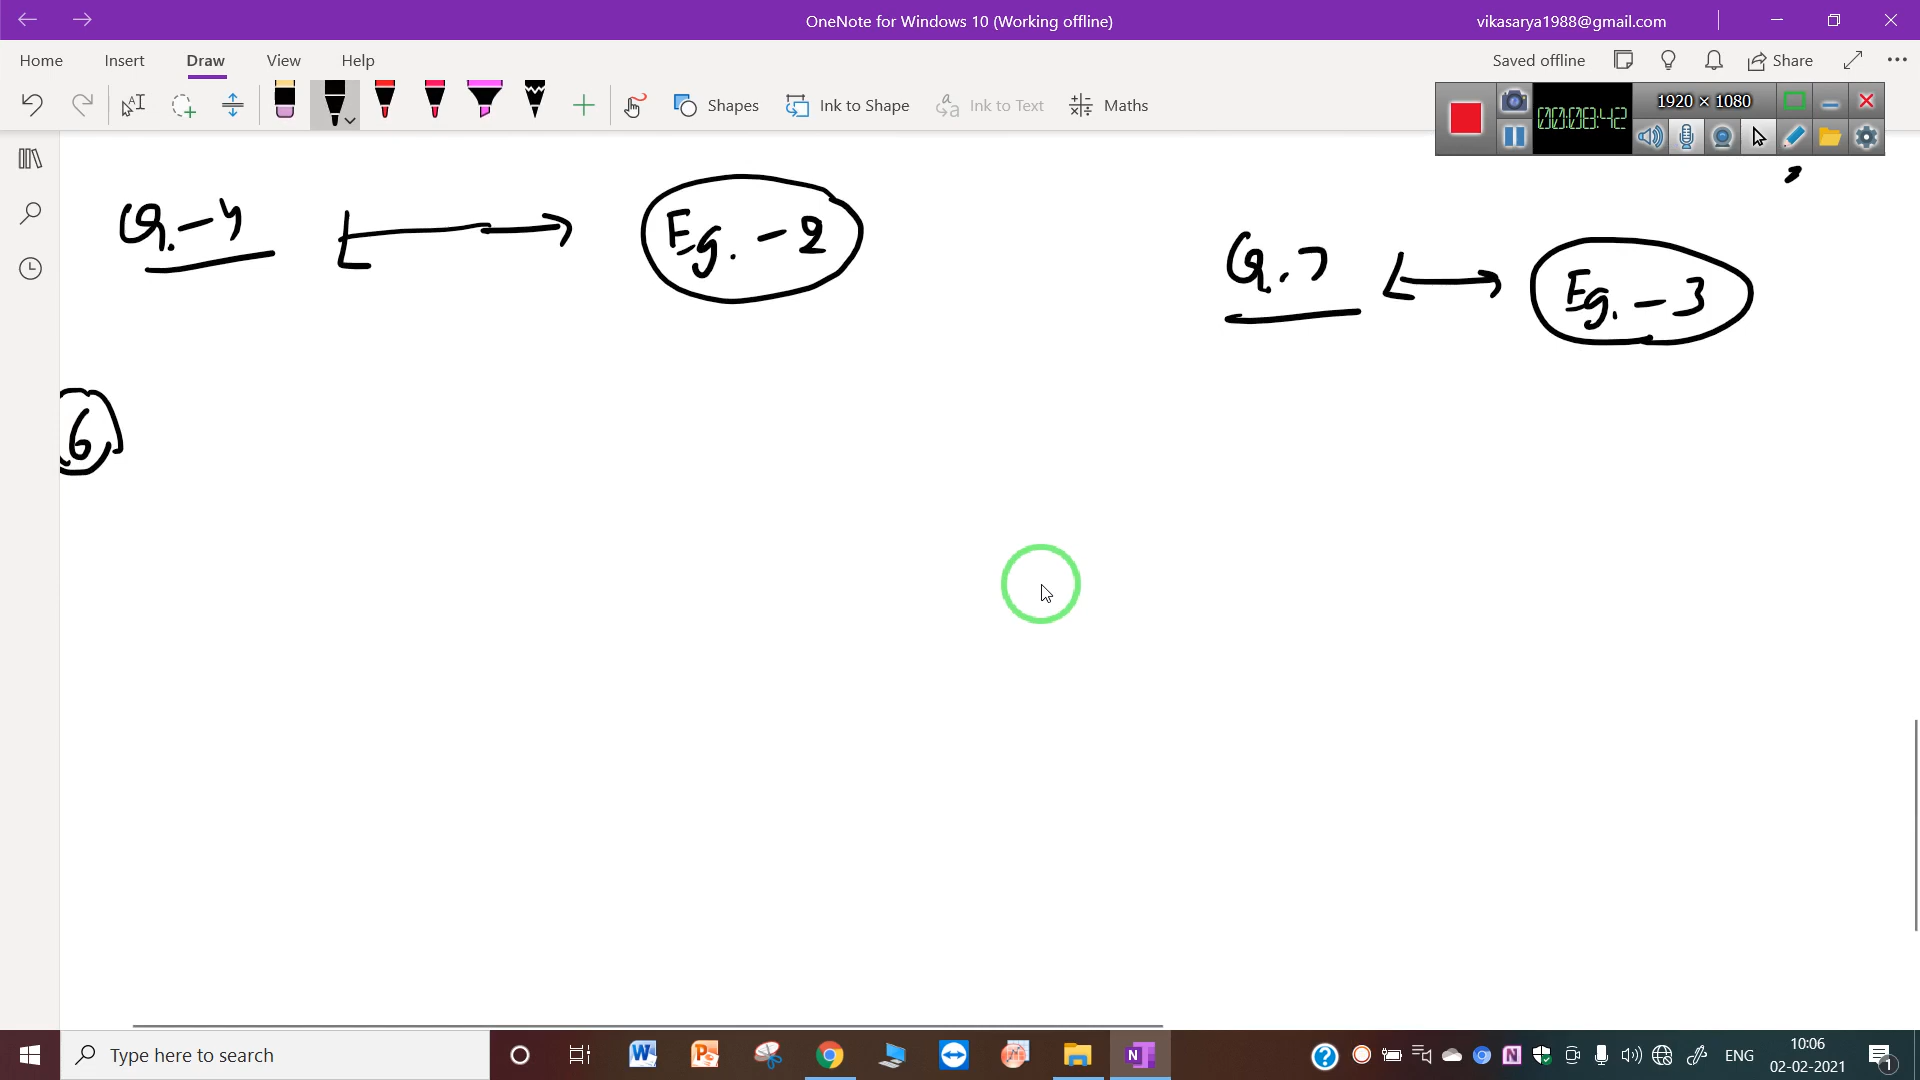 OneNote for Windows 10 (Working offline)
vikasarya1988@gmail.com
Home Insert Draw View Help
Saved offline
Share
Shapes
Ink to Shape
Ink to Text
Maths
1920 × 1080
00:08:42
Q.-4 Eg.-2
Q.7 Eg.-3
6
Type here to search
ENG
10:06
02-02-2021
1